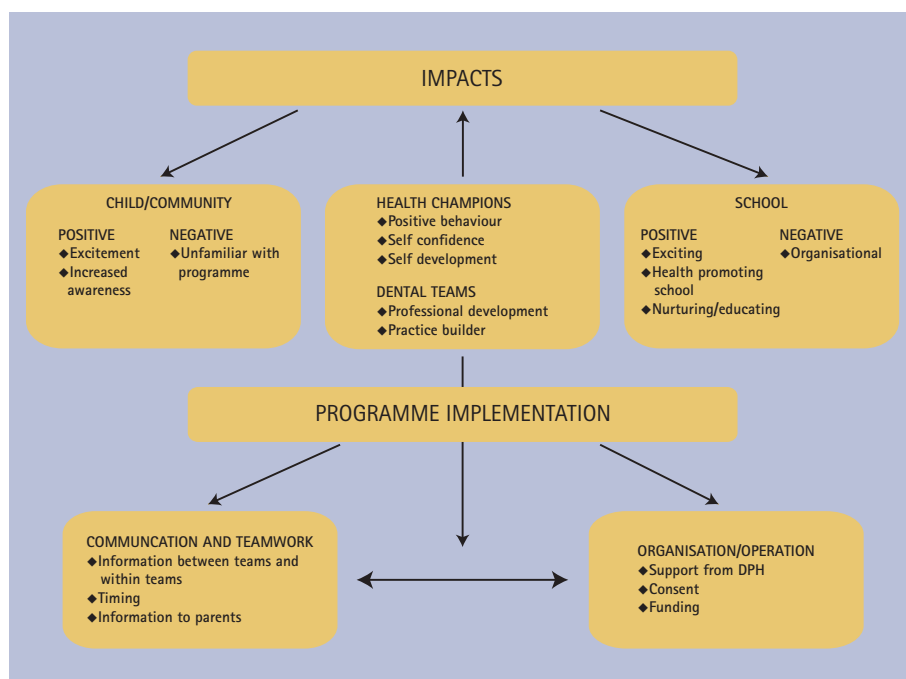 IMPACTS
CHILD/COMMUNITY
POSITIVE
◆Excitement
◆Increased
awareness
NEGATIVE
◆Unfamiliar with
programme
HEALTH CHAMPIONS
◆Positive behaviour
◆Self confidence
◆Self development
DENTAL TEAMS
◆Professional development
◆Practice builder
SCHOOL
POSITIVE
◆Exciting
◆Health promoting
school
◆Nurturing/educating
NEGATIVE
◆Organisational
PROGRAMME IMPLEMENTATION
COMMUNCATION AND TEAMWORK
◆Information between teams and
within teams
◆Timing
◆Information to parents
ORGANISATION/OPERATION
◆Support from DPH
◆Consent
◆Funding